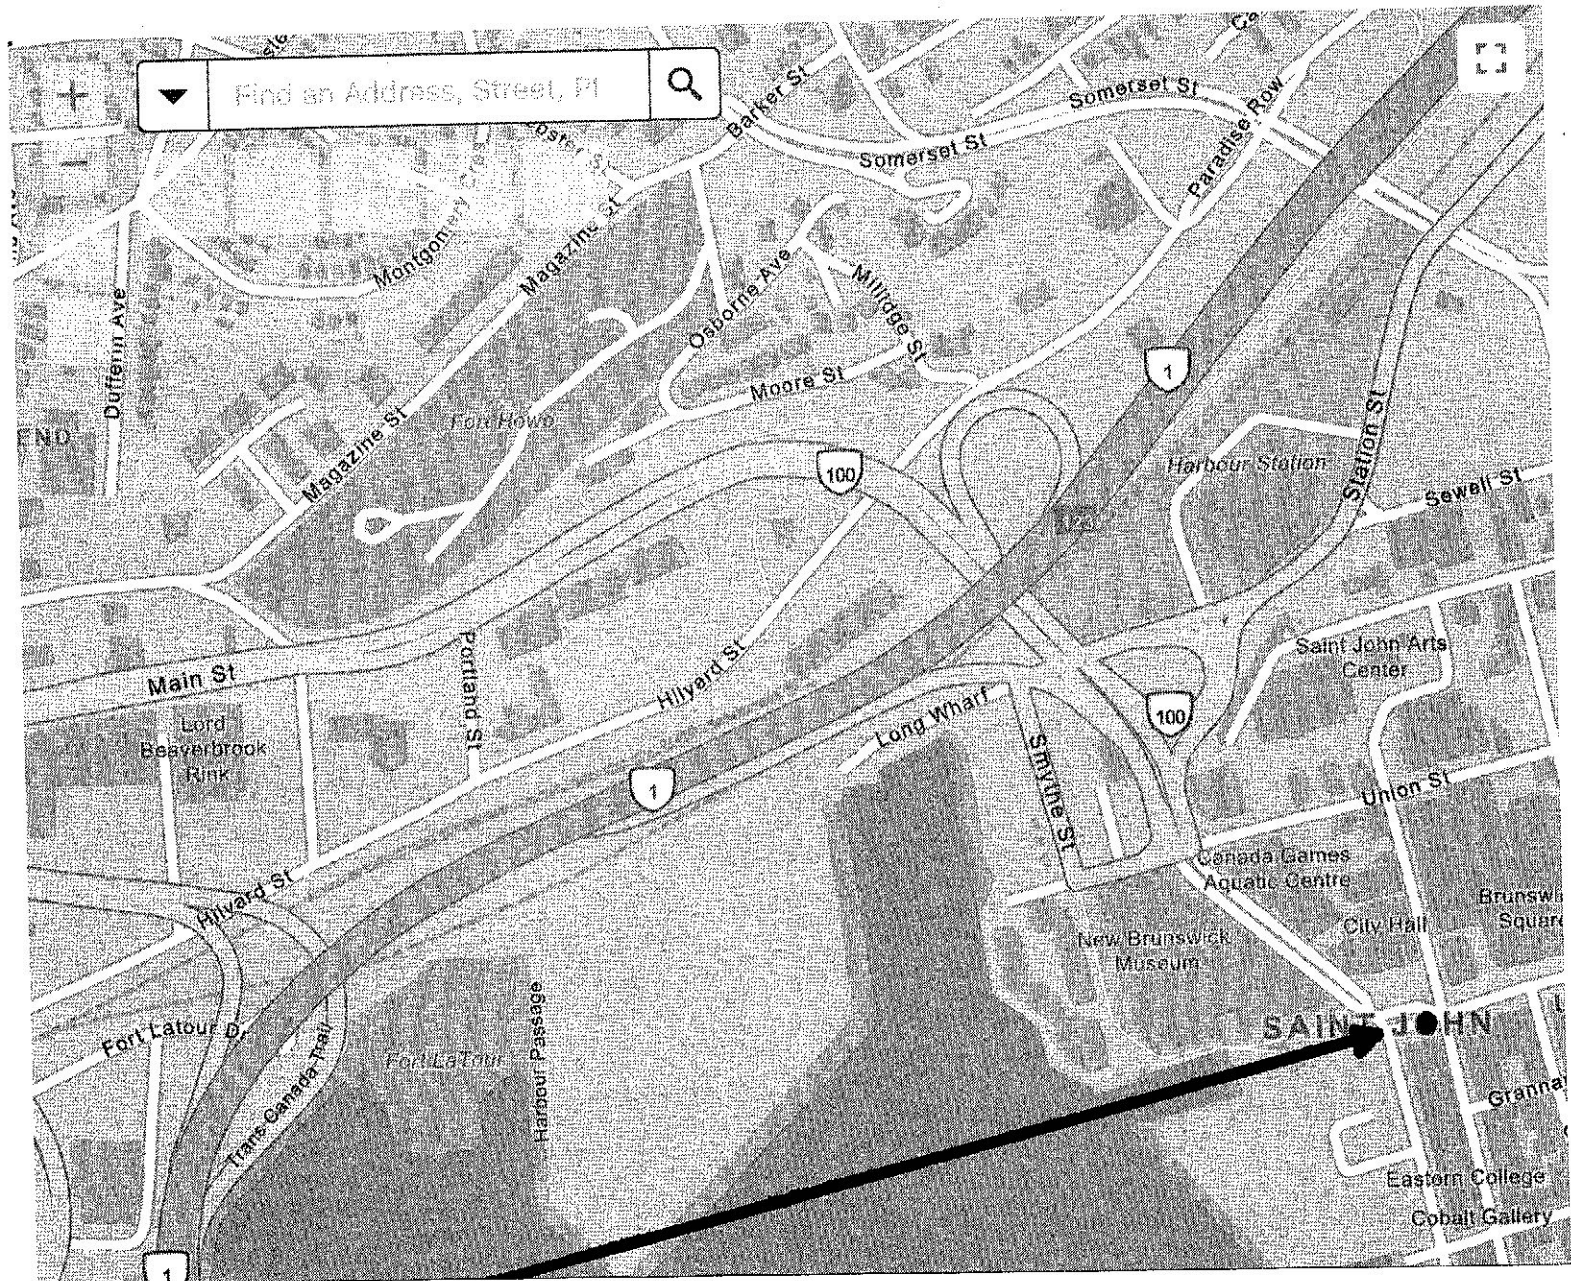 Find an Address, Street, Pl
Barker St
Somerset St
Somerset St
Paradise Row
Magazine St
Montgomery
Osborne Ave
Millidge St
Dufferin Ave
Moore St
1
Fort Howe
Magazine St
100
Harbour Station
Station St
Sewell St
123
Main St
Portland St
Hilyard St
Saint John Arts
Center
Lord
Beaverbrook
Rink
Long Wharf
100
1
Smythe St
Union St
Canada Games
Aquatic Centre
Hilyard St
City Hall
New Brunswick
Museum
SAINT JOHN
Fort Latour
Fort LaTour
Harbour Passage
Trans Canada Trail
Eastern College
Cobalt Gallery
1